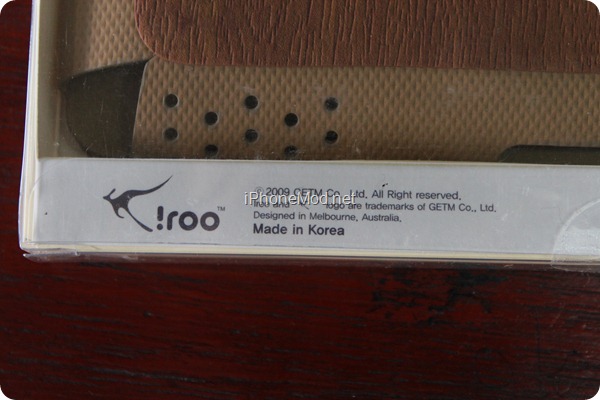 !roo™
© 2009 GETM Co., Ltd. All Right reserved.
iPhoneMod.net
and logo are trademarks of GETM Co., Ltd.
Designed in Melbourne, Australia.
Made in Korea